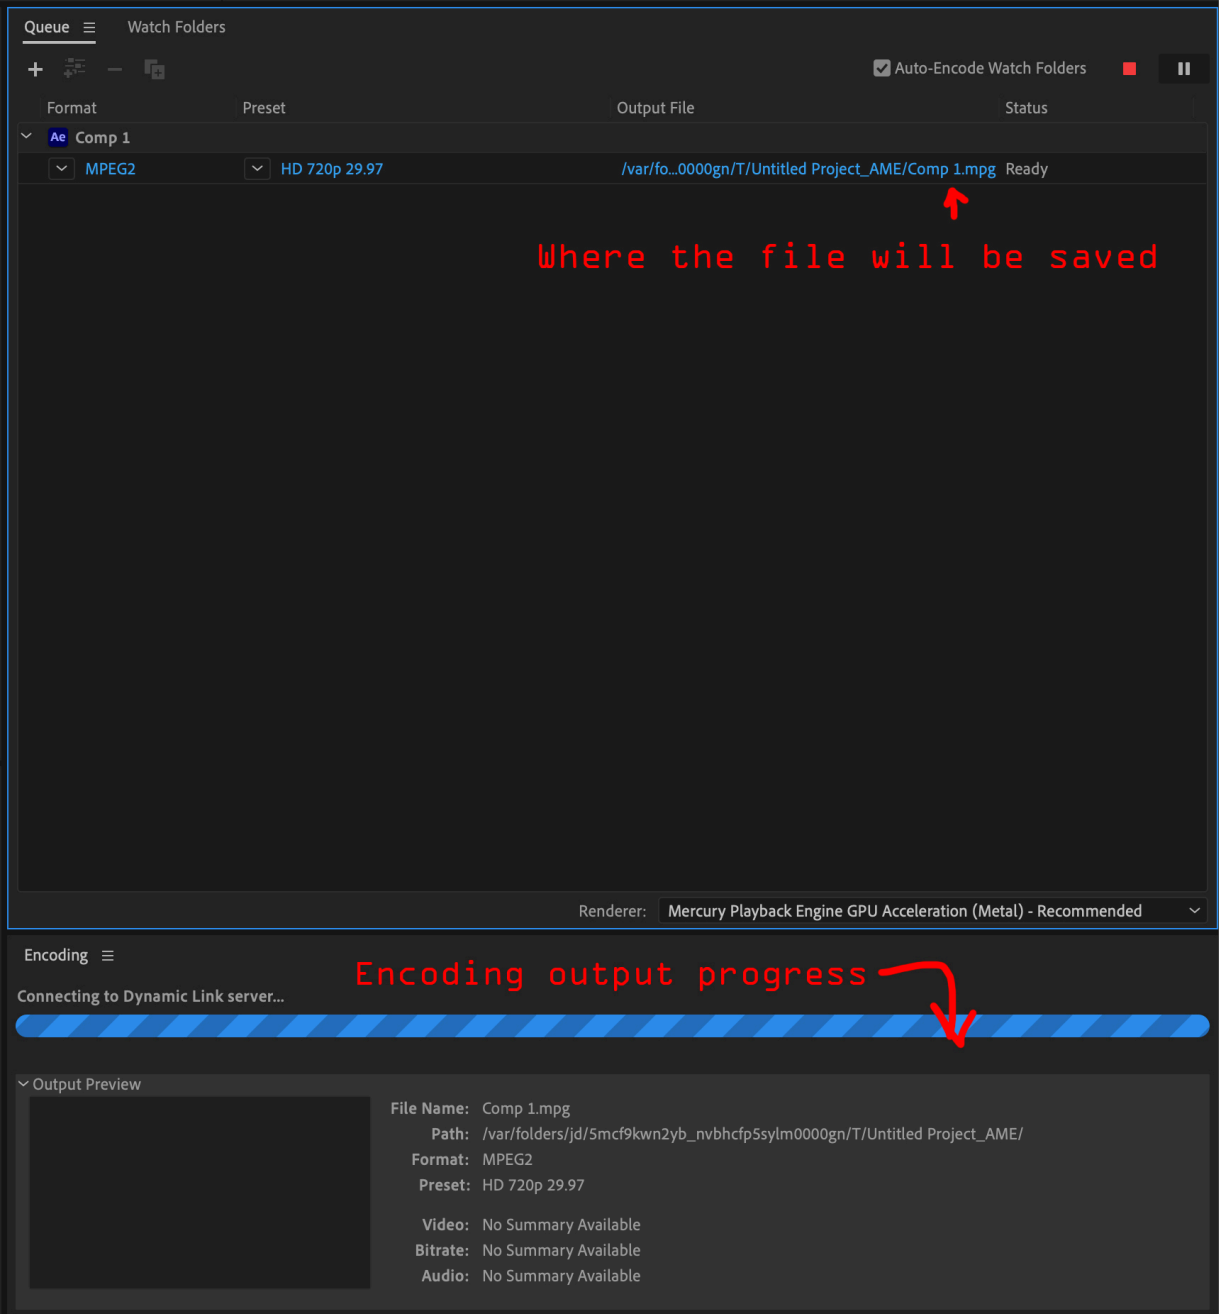 Queue Watch Folders
Auto-Encode Watch Folders
Format Preset Output File Status
Ae Comp 1
MPEG2 HD 720p 29.97 /var/fo...0000gn/T/Untitled Project_AME/Comp 1.mpg Ready
Where the file will be saved
Renderer: Mercury Playback Engine GPU Acceleration (Metal) - Recommended
Encoding
Encoding output progress
Connecting to Dynamic Link server...
Output Preview
File Name: Comp 1.mpg
Path: /var/folders/jd/5mcf9kwn2yb_nvbhcfp5sylm0000gn/T/Untitled Project_AME/
Format: MPEG2
Preset: HD 720p 29.97
Video: No Summary Available
Bitrate: No Summary Available
Audio: No Summary Available